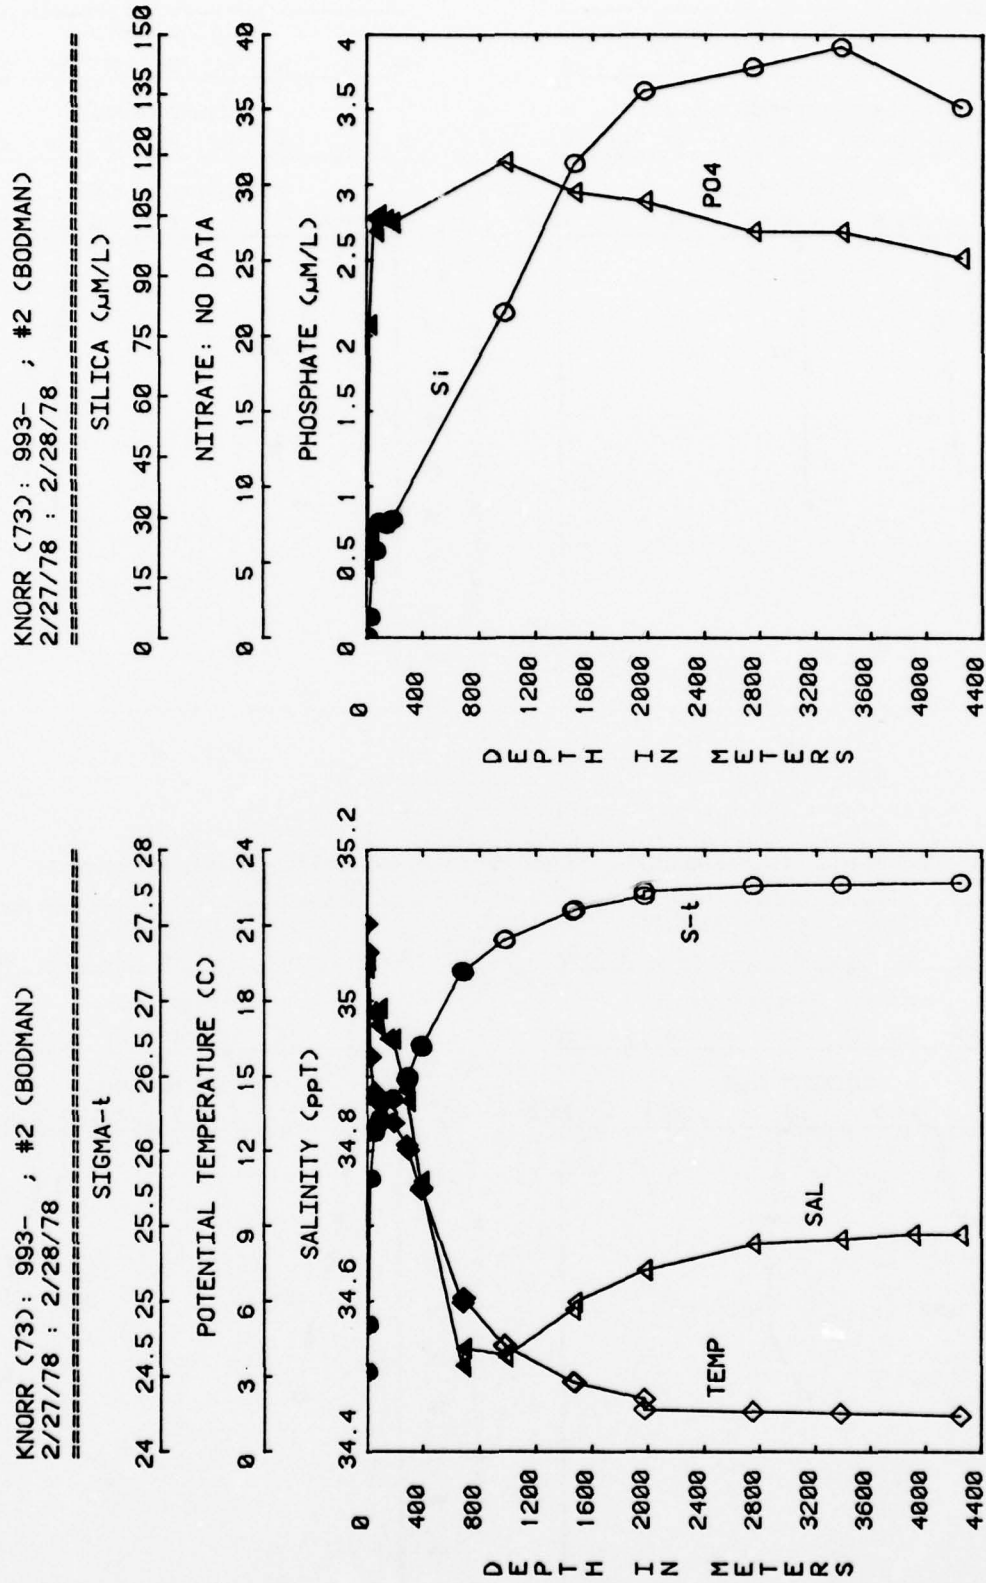 KNORR (73): 993- ; #2 (BODMAN)
2/27/78 : 2/28/78
==================================================
SIGMA-t
24 24.5 25 25.5 26 26.5 27 27.5 28
POTENTIAL TEMPERATURE (C)
0 3 6 9 12 15 18 21 24
SALINITY (ppT)
34.4 34.6 34.8 35 35.2
0
400
800
1200
1600
2000
2400
2800
3200
3600
4000
4400
DEPTH IN METERS
S-t
SAL
TEMP
KNORR (73): 993- ; #2 (BODMAN)
2/27/78 : 2/28/78
==================================================
SILICA (µM/L)
0 15 30 45 60 75 90 105 120 135 150
NITRATE: NO DATA
0 5 10 15 20 25 30 35 40
PHOSPHATE (µM/L)
0 0.5 1 1.5 2 2.5 3 3.5 4
0
400
800
1200
1600
2000
2400
2800
3200
3600
4000
4400
DEPTH IN METERS
Si
PO4